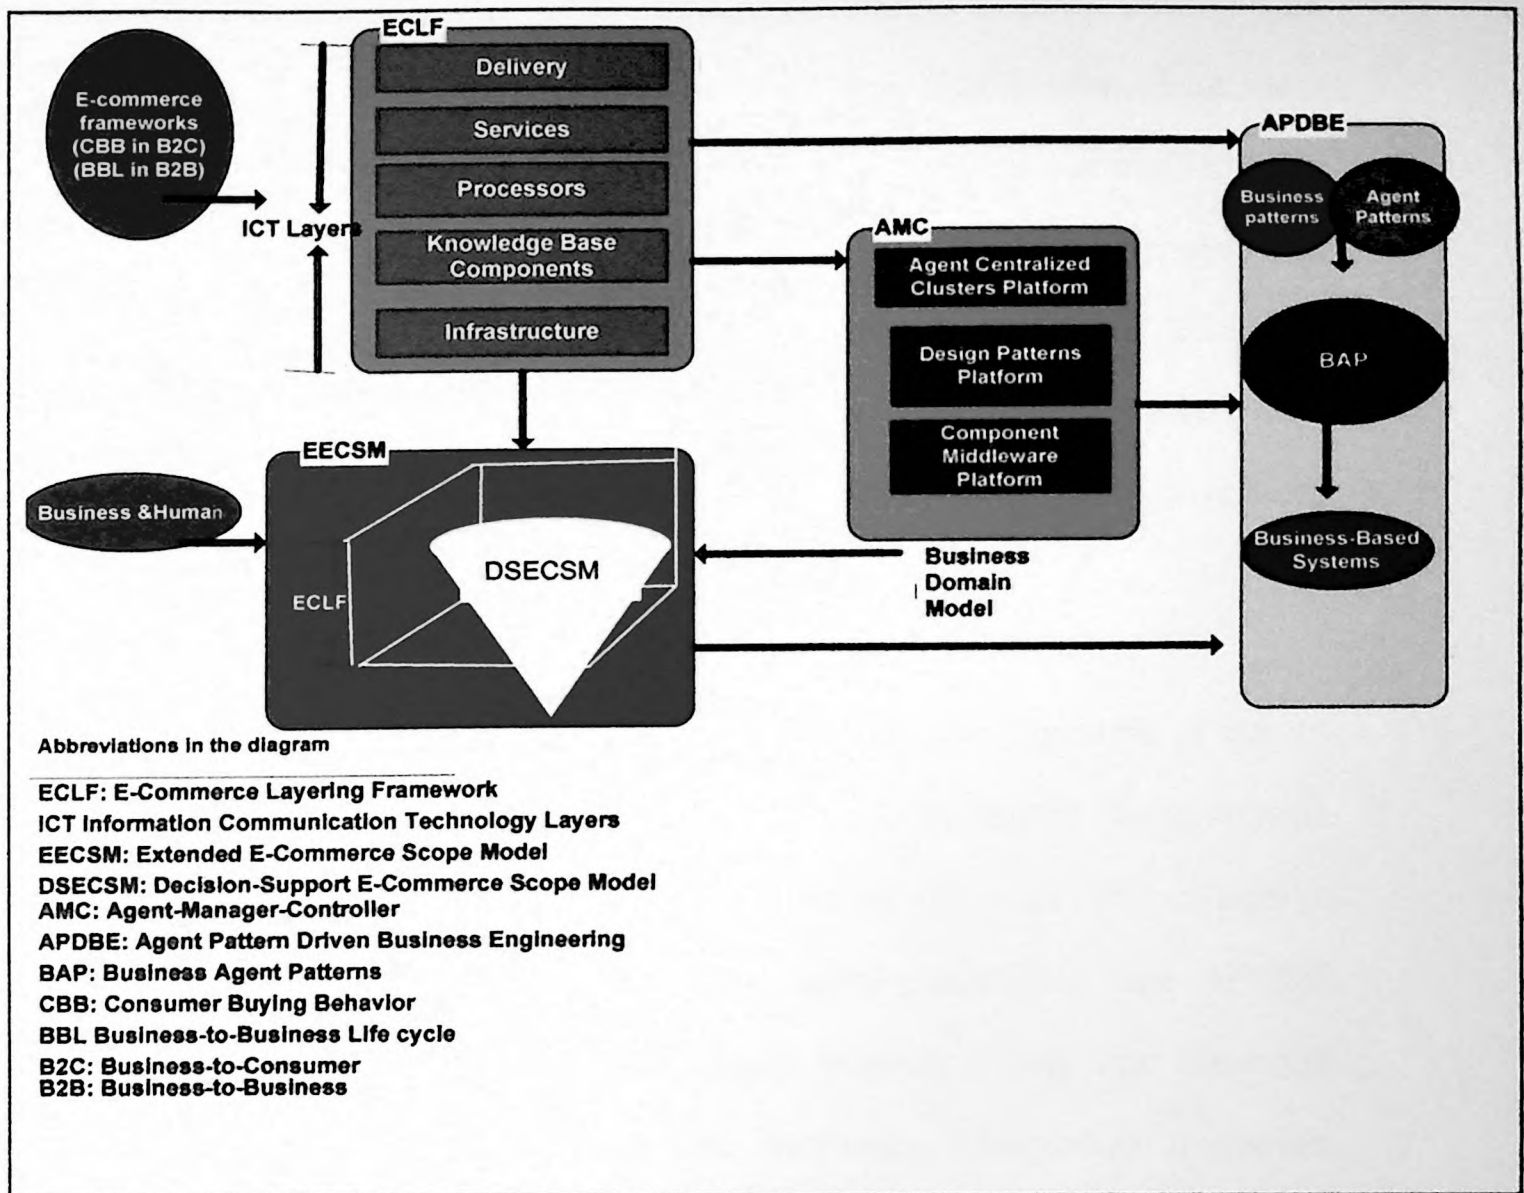 ECLF
Delivery
Services
Processors
Knowledge Base
Components
Infrastructure
E-commerce
frameworks
(CBB in B2C)
(BBL in B2B)
ICT Layers
APDBE
Business
patterns
Agent
Patterns
BAP
Business-Based
Systems
AMC
Agent Centralized
Clusters Platform
Design Patterns
Platform
Component
Middleware
Platform
EECSM
Business &Human
ECLF
DSECSM
Business
Domain
Model
Abbreviations in the diagram
ECLF: E-Commerce Layering Framework
ICT Information Communication Technology Layers
EECSM: Extended E-Commerce Scope Model
DSECSM: Decision-Support E-Commerce Scope Model
AMC: Agent-Manager-Controller
APDBE: Agent Pattern Driven Business Engineering
BAP: Business Agent Patterns
CBB: Consumer Buying Behavior
BBL Business-to-Business Life cycle
B2C: Business-to-Consumer
B2B: Business-to-Business